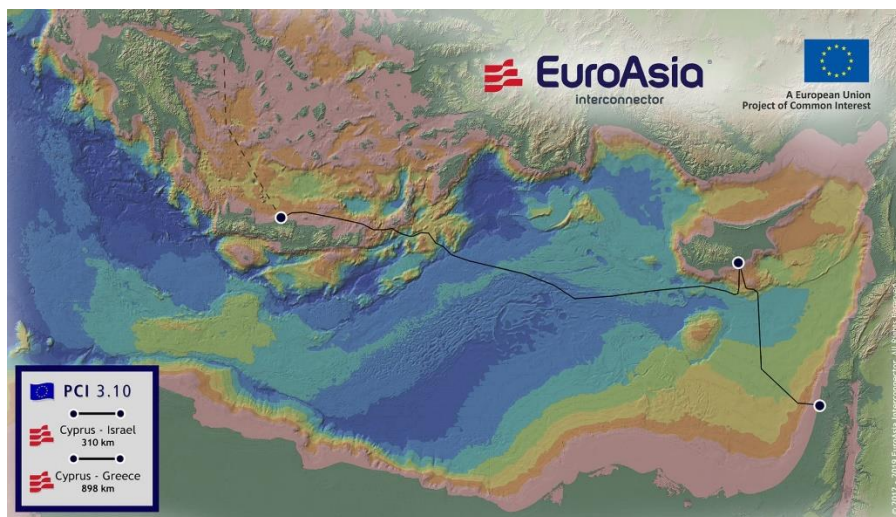 EuroAsia
interconnector
A European Union
Project of Common Interest
PCI 3.10
Cyprus - Israel
310 km
Cyprus - Greece
898 km